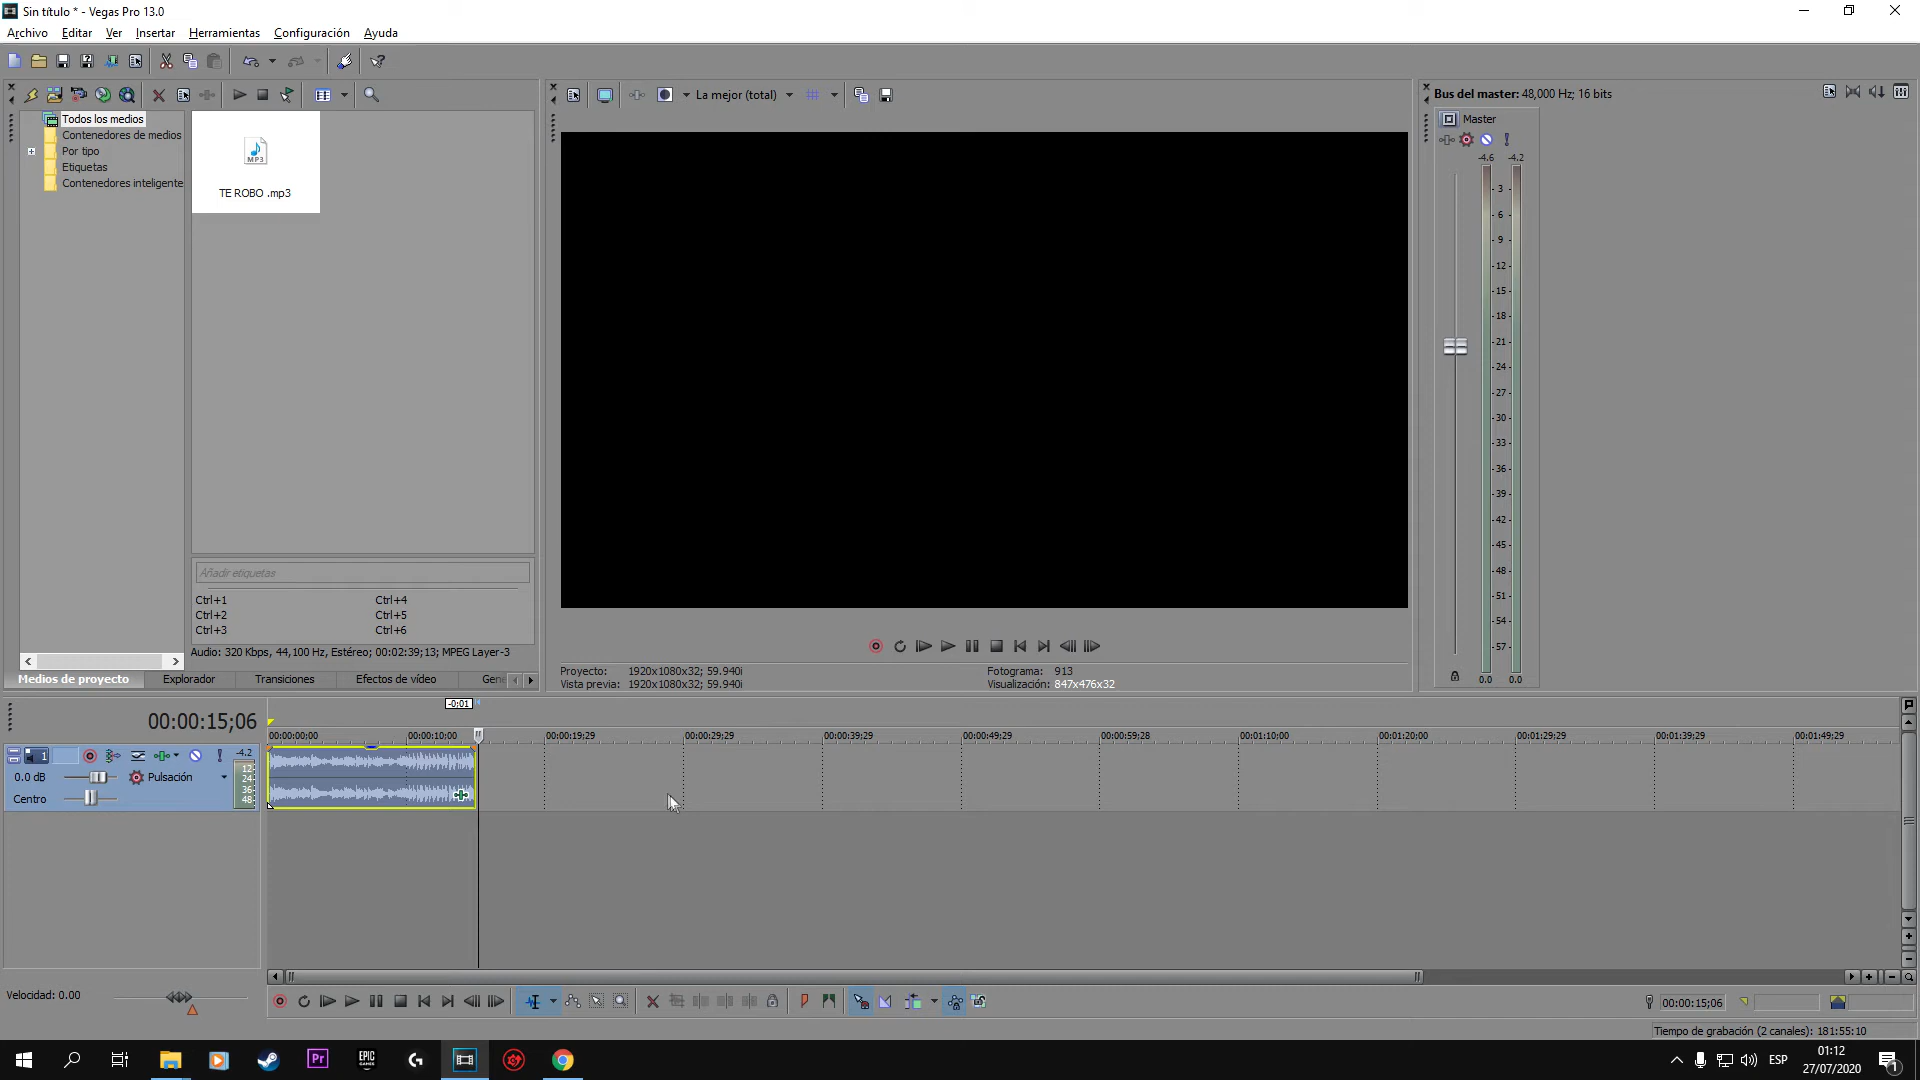 Sin título * - Vegas Pro 13.0
Archivo Editar Ver Insertar Herramientas Configuración Ayuda
La mejor (total)
Bus del master: 48,000 Hz; 16 bits
Todos los medios
Contenedores de medios
Por tipo
Etiquetas
Contenedores inteligente
MP3
TE ROBO .mp3
Master
-4.6 -4.2
3
6
9
12
15
18
21
24
27
30
33
36
39
42
45
48
51
54
57
0.0 0.0
Añadir etiquetas
Ctrl+1 Ctrl+4
Ctrl+2 Ctrl+5
Ctrl+3 Ctrl+6
Audio: 320 Kbps, 44,100 Hz, Estéreo; 00:02:39;13; MPEG Layer-3
Medios de proyecto Explorador Transiciones Efectos de vídeo Gene
Proyecto: 1920x1080x32; 59.940i Fotograma: 913
Vista previa: 1920x1080x32; 59.940i Visualización: 847x476x32
-0;01
00:00:15;06
00:00:00;00 00:00:10;00 00:00:19;29 00:00:29;29 00:00:39;29 00:00:49;29 00:00:59;28 00:01:10;00 00:01:20;00 00:01:29;29 00:01:39;29 00:01:49;29
1 -4.2
0.0 dB Pulsación
Centro
12
24
36
48
Velocidad: 0.00
00:00:15;06
Tiempo de grabación (2 canales): 181:55:10
Pr
EPIC GAMES
ESP
01:12
27/07/2020
1